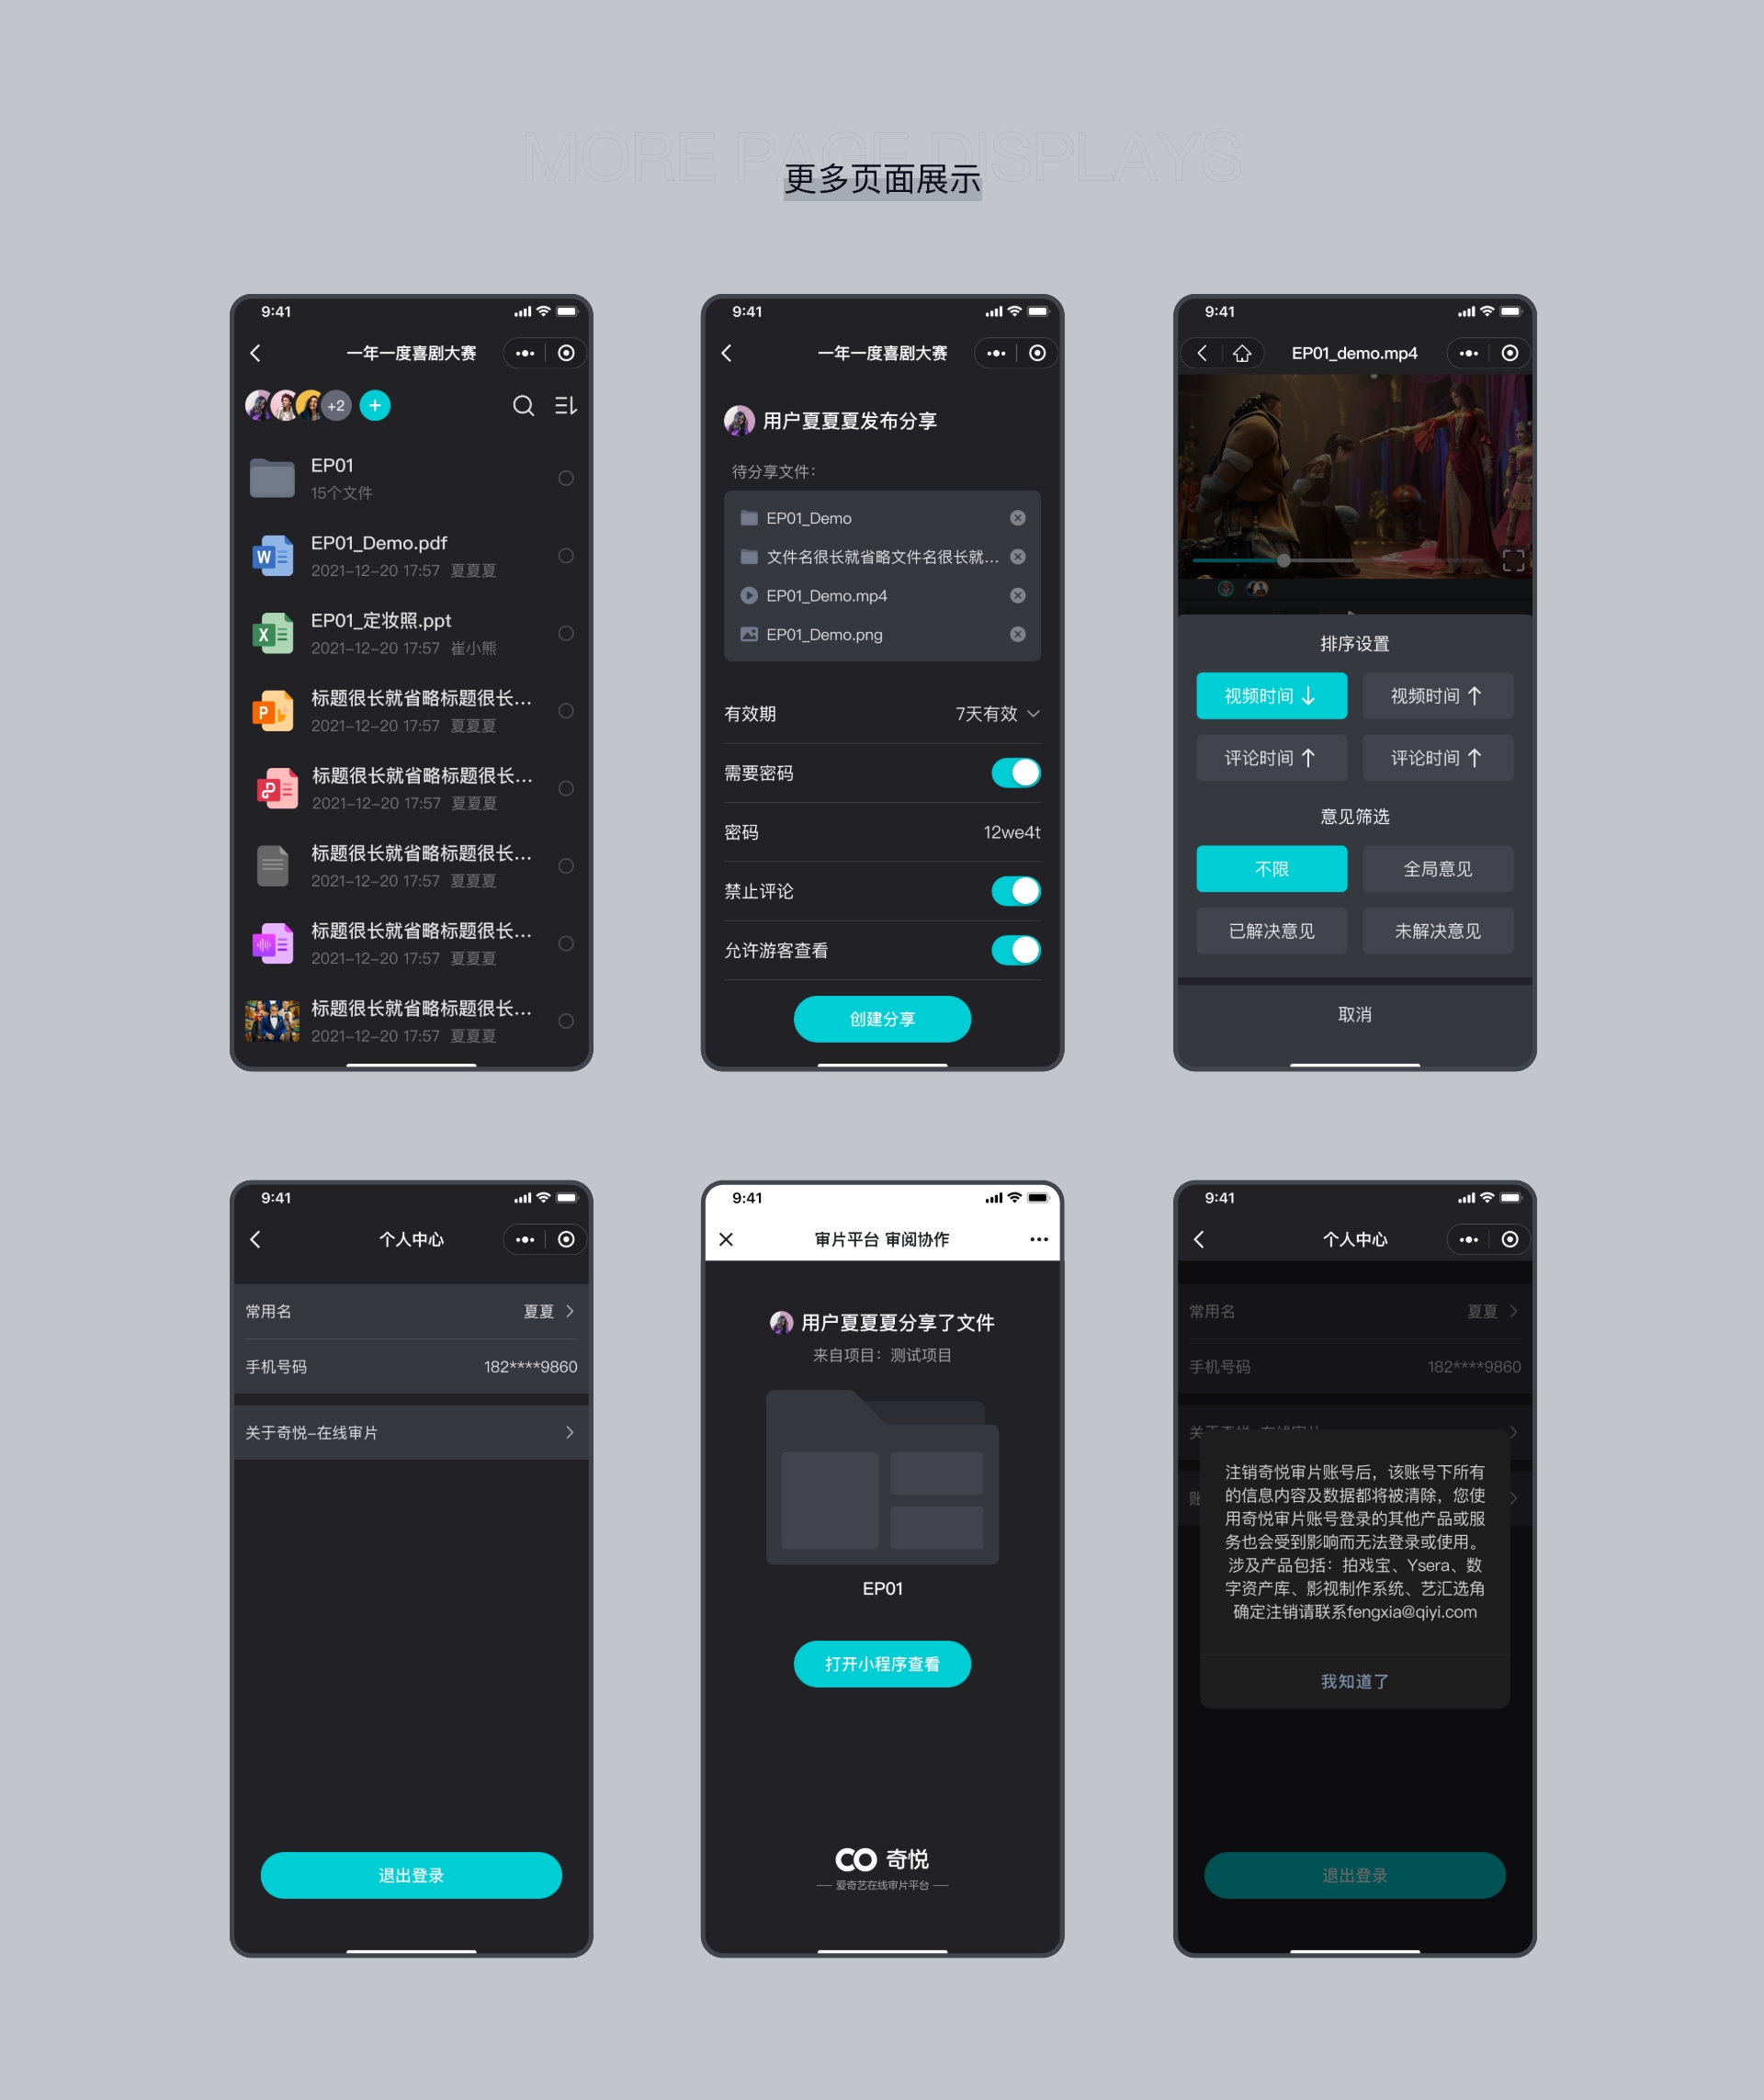 MORE PAGE DISPLAYS
更多页面展示
9:41
一年一度喜剧大赛
+2
EP01
15个文件
W
EP01_Demo.pdf
2021-12-20 17:57 夏夏夏
X
EP01_定妆照.ppt
2021-12-20 17:57 崔小熊
P
标题很长就省略标题很长...
2021-12-20 17:57 夏夏夏
标题很长就省略标题很长...
2021-12-20 17:57 夏夏夏
标题很长就省略标题很长...
2021-12-20 17:57 夏夏夏
标题很长就省略标题很长...
2021-12-20 17:57 夏夏夏
标题很长就省略标题很长...
2021-12-20 17:57 夏夏夏
9:41
一年一度喜剧大赛
用户夏夏夏发布分享
待分享文件：
EP01_Demo
文件名很长就省略文件名很长就...
EP01_Demo.mp4
EP01_Demo.png
有效期 7天有效
需要密码
密码 12we4t
禁止评论
允许游客查看
创建分享
9:41
EP01_demo.mp4
排序设置
视频时间 ↓ 视频时间 ↑
评论时间 ↑ 评论时间 ↑
意见筛选
不限 全局意见
已解决意见 未解决意见
取消
9:41
个人中心
常用名 夏夏
手机号码 182****9860
关于奇悦-在线审片
退出登录
9:41
审片平台 审阅协作
用户夏夏夏分享了文件
来自项目：测试项目
EP01
打开小程序查看
奇悦
爱奇艺在线审片平台
9:41
个人中心
常用名 夏夏
手机号码 182****9860
关于奇悦-在线审片
账
注销奇悦审片账号后，该账号下所有
的信息内容及数据都将被清除，您使
用奇悦审片账号登录的其他产品或服
务也会受到影响而无法登录或使用。
涉及产品包括：拍戏宝、Ysera、数
字资产库、影视制作系统、艺汇选角
确定注销请联系fengxia@qiyi.com
我知道了
退出登录